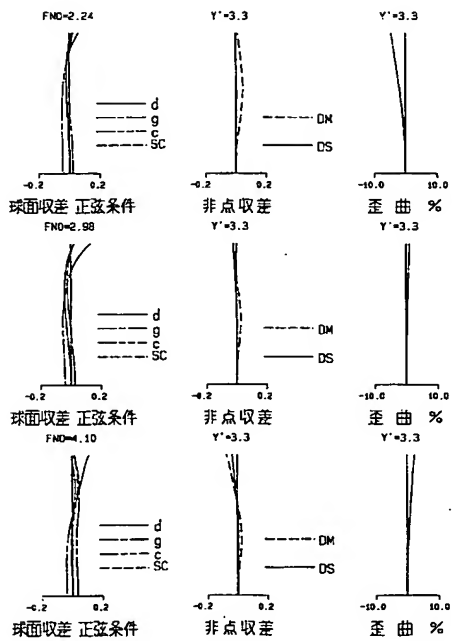 FNO=2.24 Y'=3.3 Y'=3.3
d
g
c
SC
DM
DS
-0.2 0.2 -0.2 0.2 -10.0 10.0
球面収差 正弦条件 非点収差 歪曲 %
FNO=2.98 Y'=3.3 Y'=3.3
d
g
c
SC
DM
DS
-0.2 0.2 -0.2 0.2 -10.0 10.0
球面収差 正弦条件 非点収差 歪曲 %
FNO=4.10 Y'=3.3 Y'=3.3
d
g
c
SC
DM
DS
-0.2 0.2 -0.2 0.2 -10.0 10.0
球面収差 正弦条件 非点収差 歪曲 %